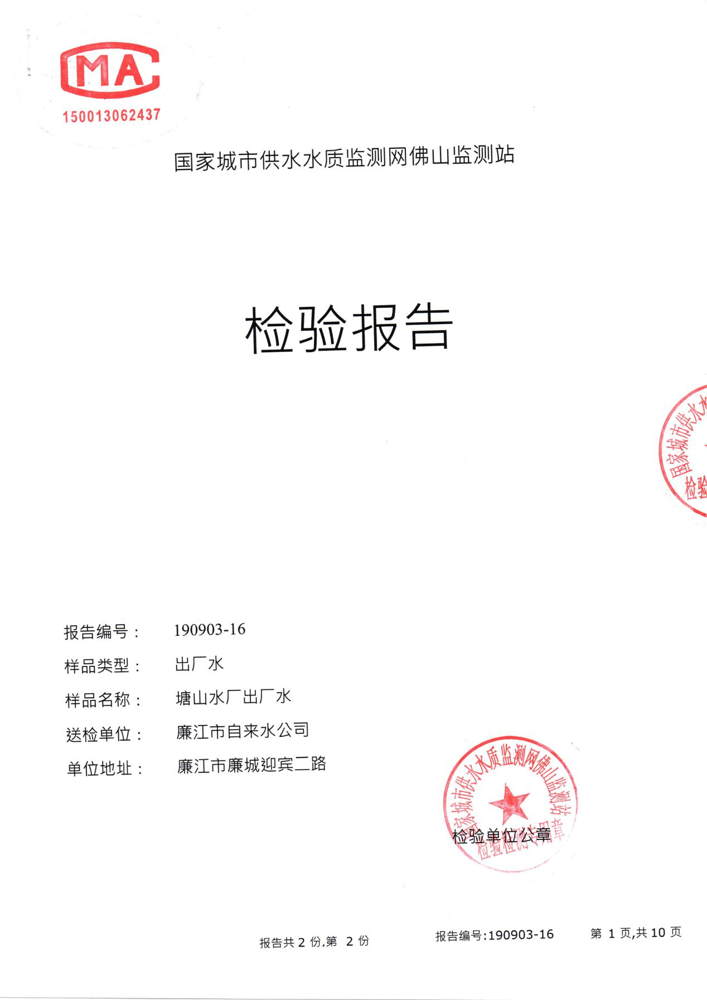 CMA
150013062437
国家城市供水水质监测网佛山监测站
检验报告
国家城市供水水
检验
报告编号： 190903-16
样品类型： 出厂水
样品名称： 塘山水厂出厂水
送检单位： 廉江市自来水公司
单位地址： 廉江市廉城迎宾二路
国家城市供水水质监测网佛山监测站
检验单位公章
检验检测专用章
报告共 2 份,第 2 份
报告编号:190903-16
第 1 页,共 10 页